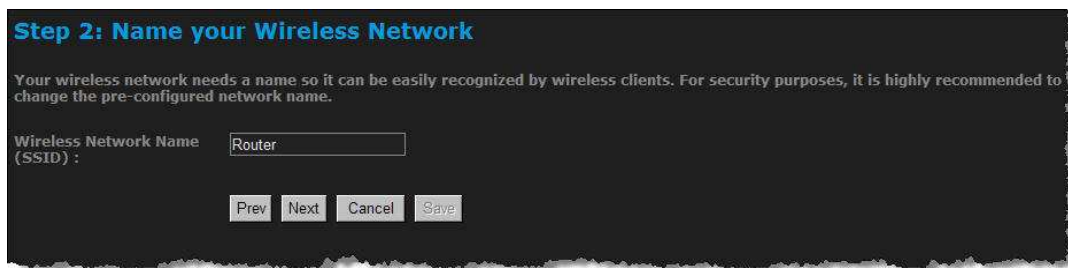 Step 2: Name your Wireless Network
Your wireless network needs a name so it can be easily recognized by wireless clients. For security purposes, it is highly recommended to
change the pre-configured network name.
Wireless Network Name
(SSID) :
Router
Prev Next Cancel Save